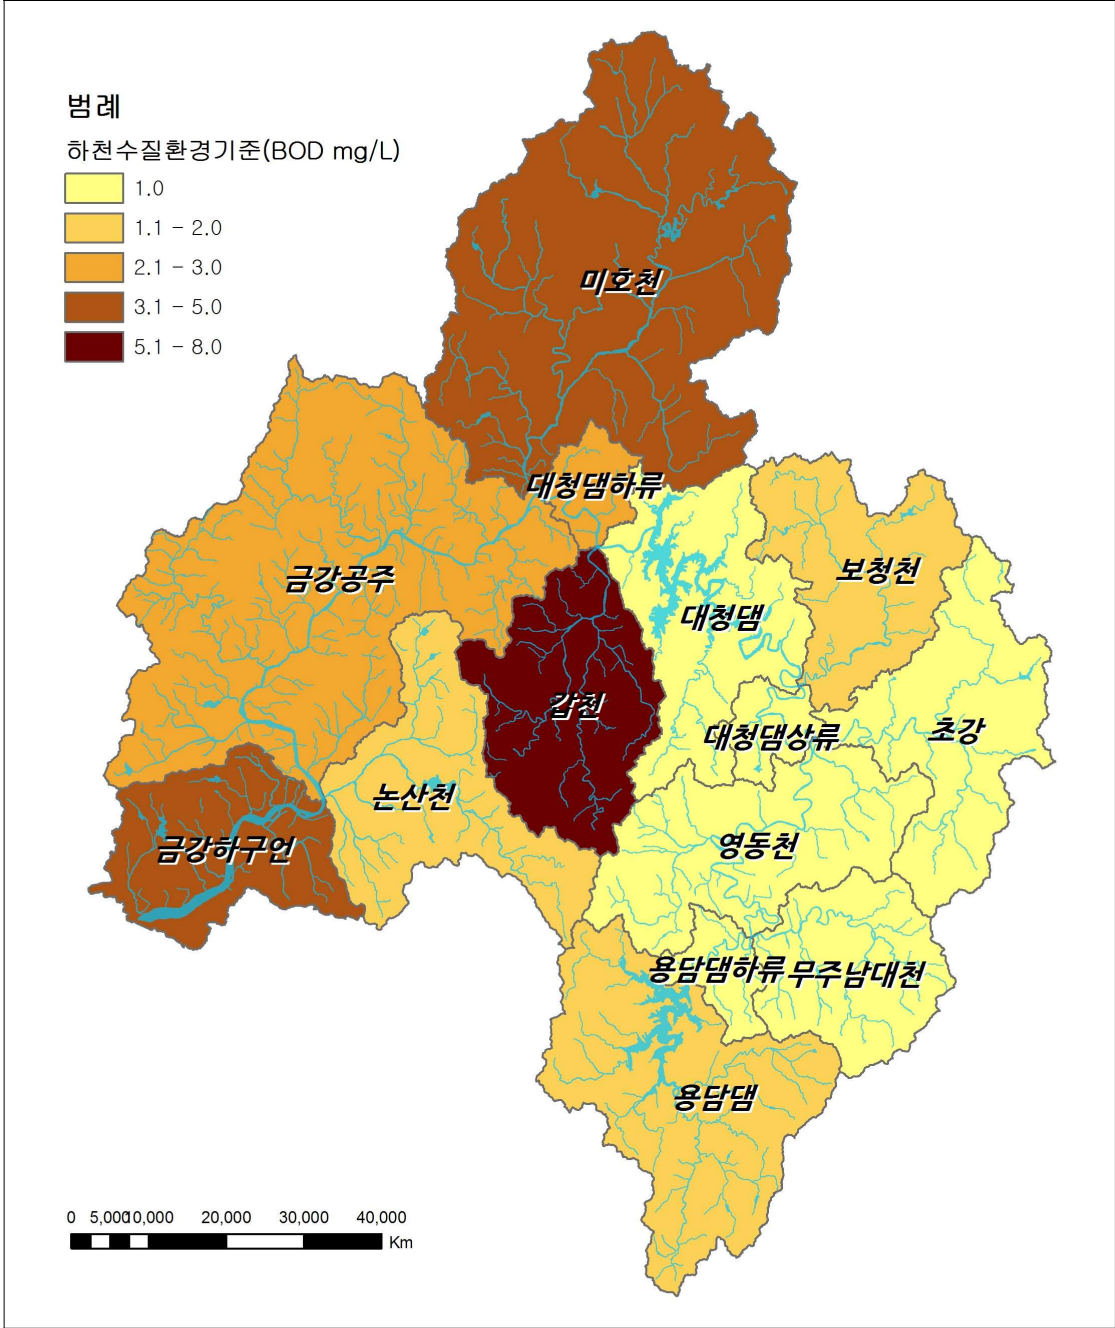 범례
하천수질환경기준(BOD mg/L)
1.0
1.1 - 2.0
2.1 - 3.0
3.1 - 5.0
5.1 - 8.0
미호천
대청댐하류
금강공주
보청천
대청댐
갑천
대청댐상류
초강
논산천
금강하구언
영동천
용담댐하류
무주남대천
용담댐
0 5,000 10,000 20,000 30,000 40,000
Km